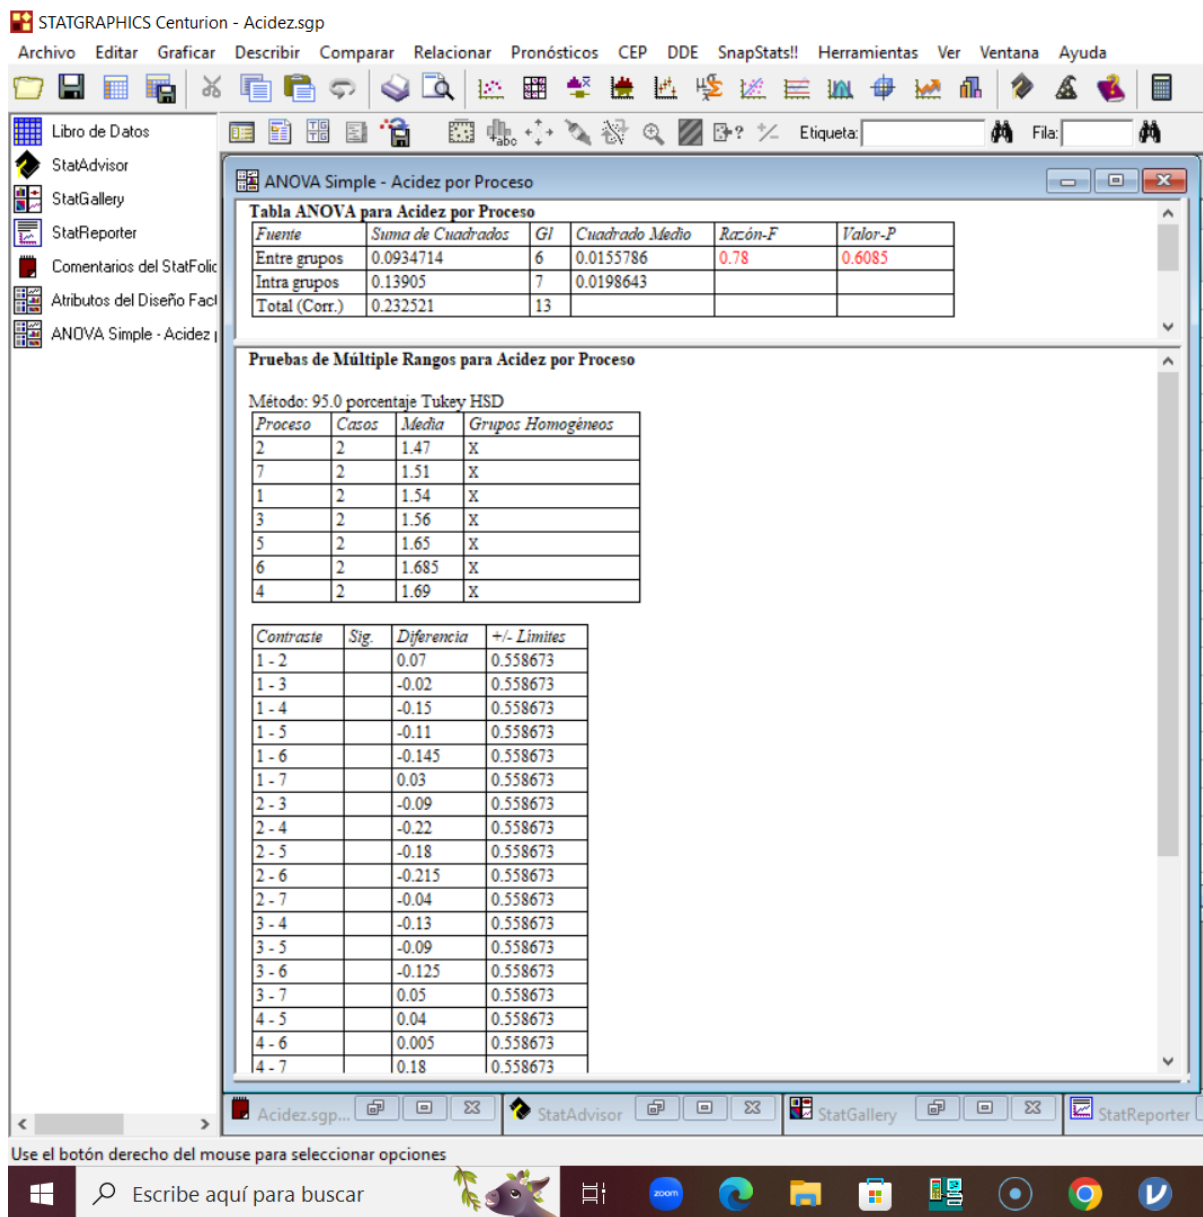 STATGRAPHICS Centurion - Acidez.sgp
Archivo Editar Graficar Describir Comparar Relacionar Pronósticos CEP DDE SnapStats!! Herramientas Ver Ventana Ayuda
Libro de Datos
Etiqueta: Fila:
StatAdvisor
StatGallery
StatReporter
Comentarios del StatFolio
Atributos del Diseño Fact
ANOVA Simple - Acidez p
ANOVA Simple - Acidez por Proceso
Tabla ANOVA para Acidez por Proceso
Fuente Suma de Cuadrados Gl Cuadrado Medio Razón-F Valor-P
Entre grupos 0.0934714 6 0.0155786 0.78 0.6085
Intra grupos 0.13905 7 0.0198643
Total (Corr.) 0.232521 13
Pruebas de Múltiple Rangos para Acidez por Proceso
Método: 95.0 porcentaje Tukey HSD
Proceso Casos Media Grupos Homogéneos
2 2 1.47 X
7 2 1.51 X
1 2 1.54 X
3 2 1.56 X
5 2 1.65 X
6 2 1.685 X
4 2 1.69 X
Contraste Sig. Diferencia +/- Límites
1 - 2 0.07 0.558673
1 - 3 -0.02 0.558673
1 - 4 -0.15 0.558673
1 - 5 -0.11 0.558673
1 - 6 -0.145 0.558673
1 - 7 0.03 0.558673
2 - 3 -0.09 0.558673
2 - 4 -0.22 0.558673
2 - 5 -0.18 0.558673
2 - 6 -0.215 0.558673
2 - 7 -0.04 0.558673
3 - 4 -0.13 0.558673
3 - 5 -0.09 0.558673
3 - 6 -0.125 0.558673
3 - 7 0.05 0.558673
4 - 5 0.04 0.558673
4 - 6 0.005 0.558673
4 - 7 0.18 0.558673
Acidez.sgp... StatAdvisor StatGallery StatReporter
Use el botón derecho del mouse para seleccionar opciones
Escribe aquí para buscar
zoom